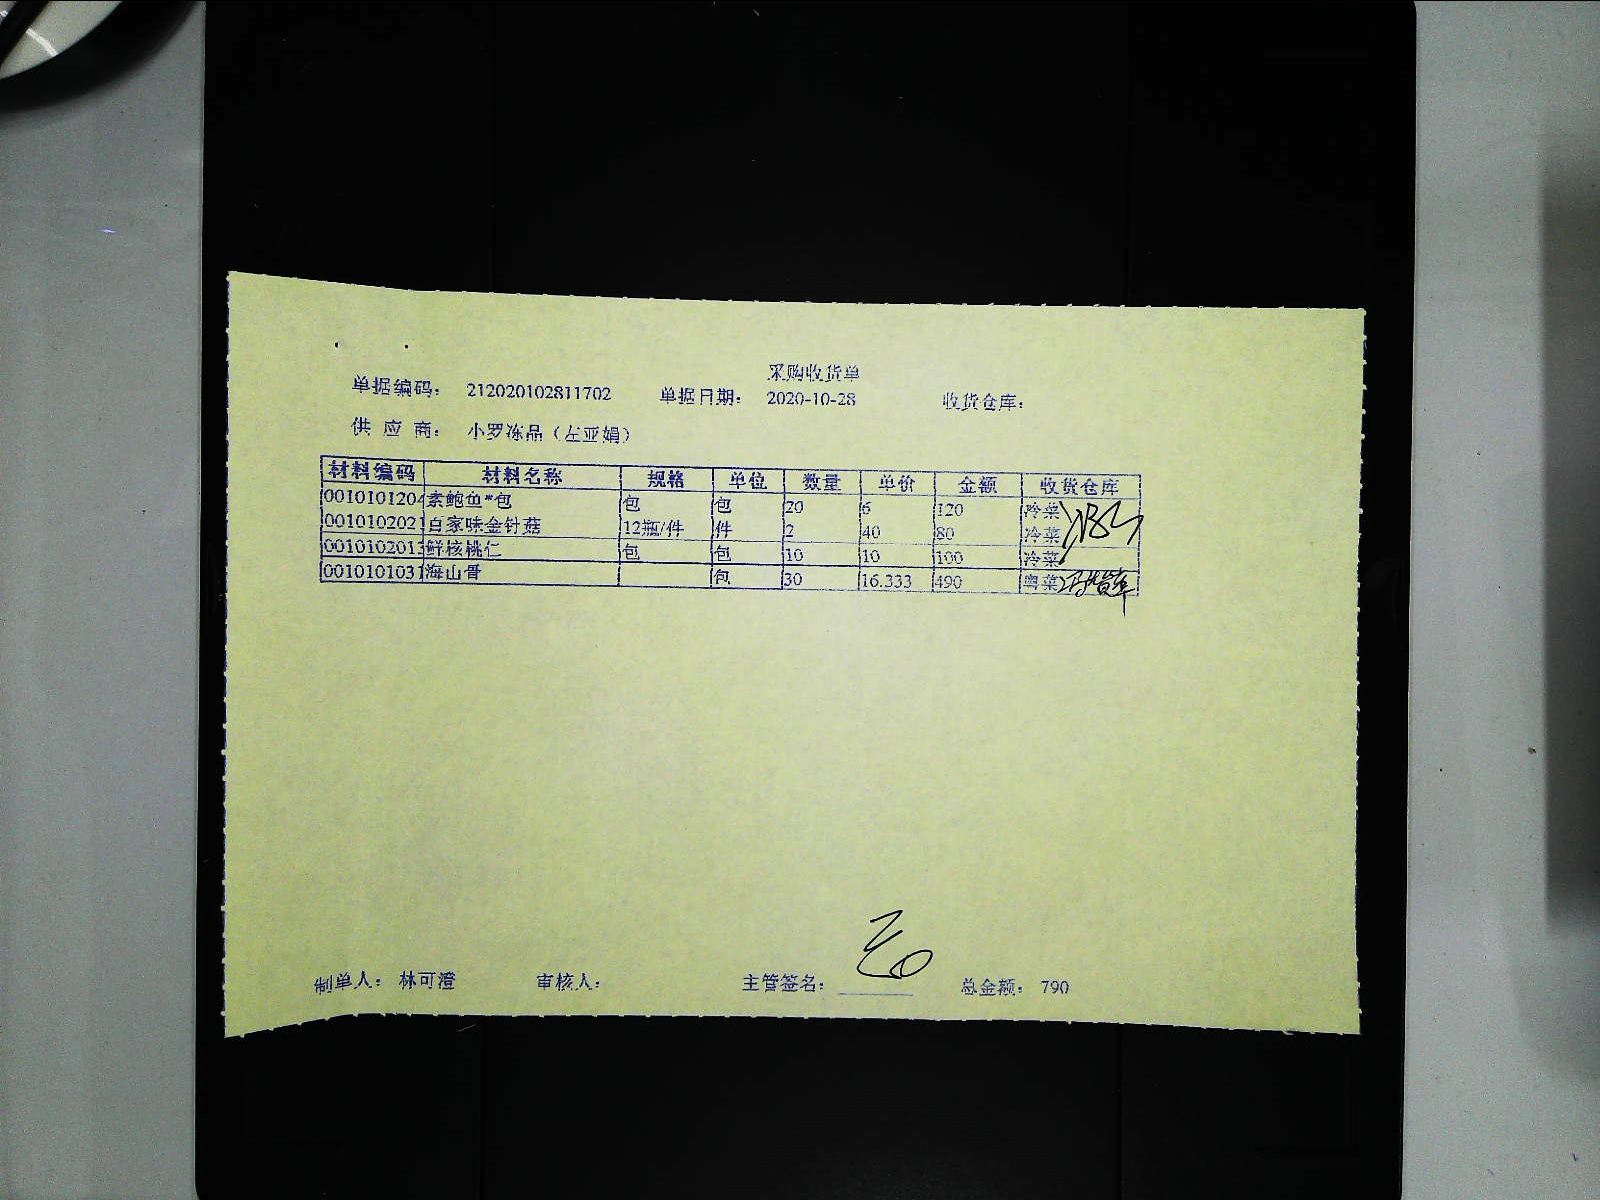 采购收货单
单据编码： 212020102811702 单据日期： 2020-10-28 收货仓库：
供 应 商： 小罗冻品（左亚娟）
材料编码 材料名称 规格 单位 数量 单价 金额 收货仓库
001010120 素鲍鱼*包 包 包 20 6 120 冷菜
001010202 百家味金针菇 12瓶/件 件 2 40 80 冷菜
001010201 鲜核桃仁 包 包 10 10 100 冷菜
001010103 海山骨 包 30 16.333 490 粤菜
制单人： 林可澄 审核人： 主管签名： 总金额： 790